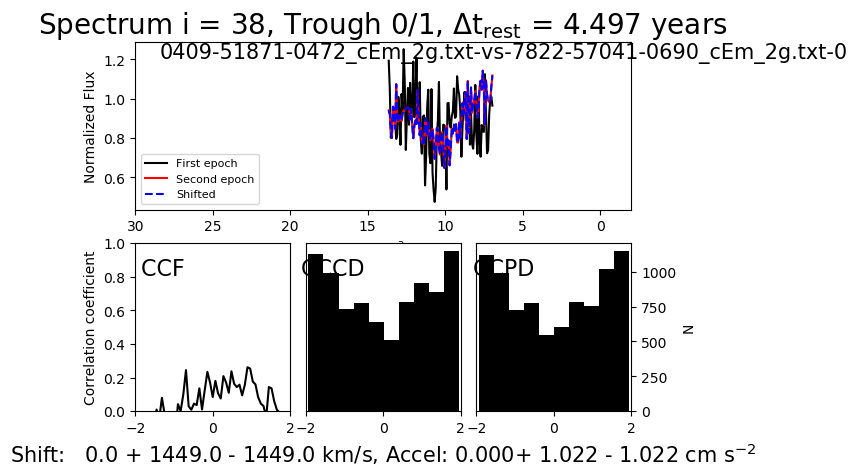 Spectrum i = 38, Trough 0/1, Δt_rest = 4.497 years
0409-51871-0472_cEm_2g.txt-vs-7822-57041-0690_cEm_2g.txt-0
Normalized Flux
1.2
1.0
0.8
0.6
First epoch
Second epoch
Shifted
30 25 20 15 10 5 0
Correlation coefficient
1.0
0.8
0.6
0.4
0.2
0.0
CCF
CCCD
CCPD
1000
750
500
250
0
N
−2 0 2
−2 0 2
−2 0 2
Shift: 0.0 + 1449.0 - 1449.0 km/s, Accel: 0.000+ 1.022 - 1.022 cm s⁻²